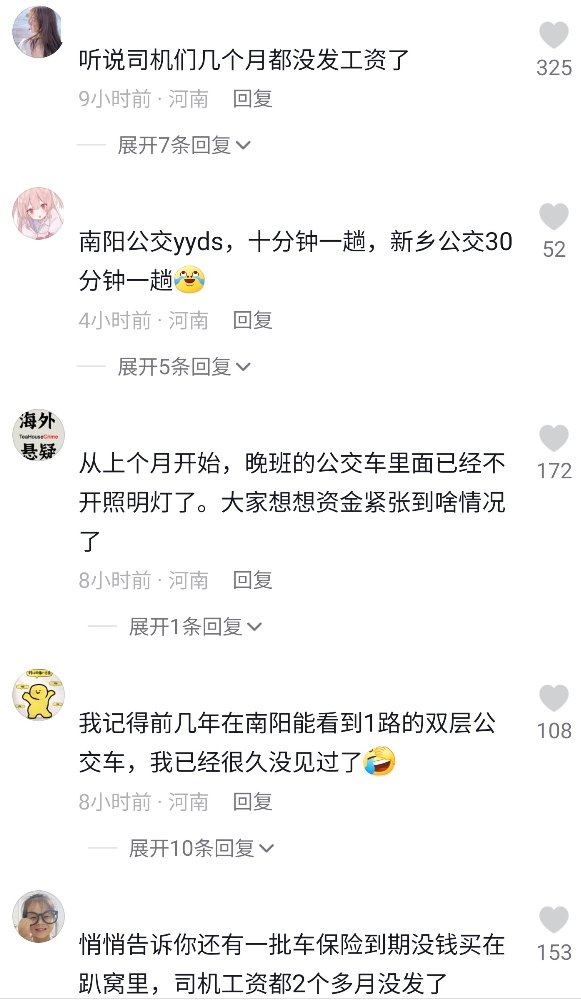 听说司机们几个月都没发工资了
325
9小时前 · 河南 回复
展开7条回复
南阳公交yyds，十分钟一趟，新乡公交30
52
分钟一趟😂
4小时前 · 河南 回复
展开5条回复
海外
TeaHouseCrime
悬疑
从上个月开始，晚班的公交车里面已经不
172
开照明灯了。大家想想资金紧张到啥情况
了
8小时前 · 河南 回复
展开1条回复
我记得前几年在南阳能看到1路的双层公
108
交车，我已经很久没见过了🤣
8小时前 · 河南 回复
展开10条回复
悄悄告诉你还有一批车保险到期没钱买在
153
趴窝里，司机工资都2个多月没发了